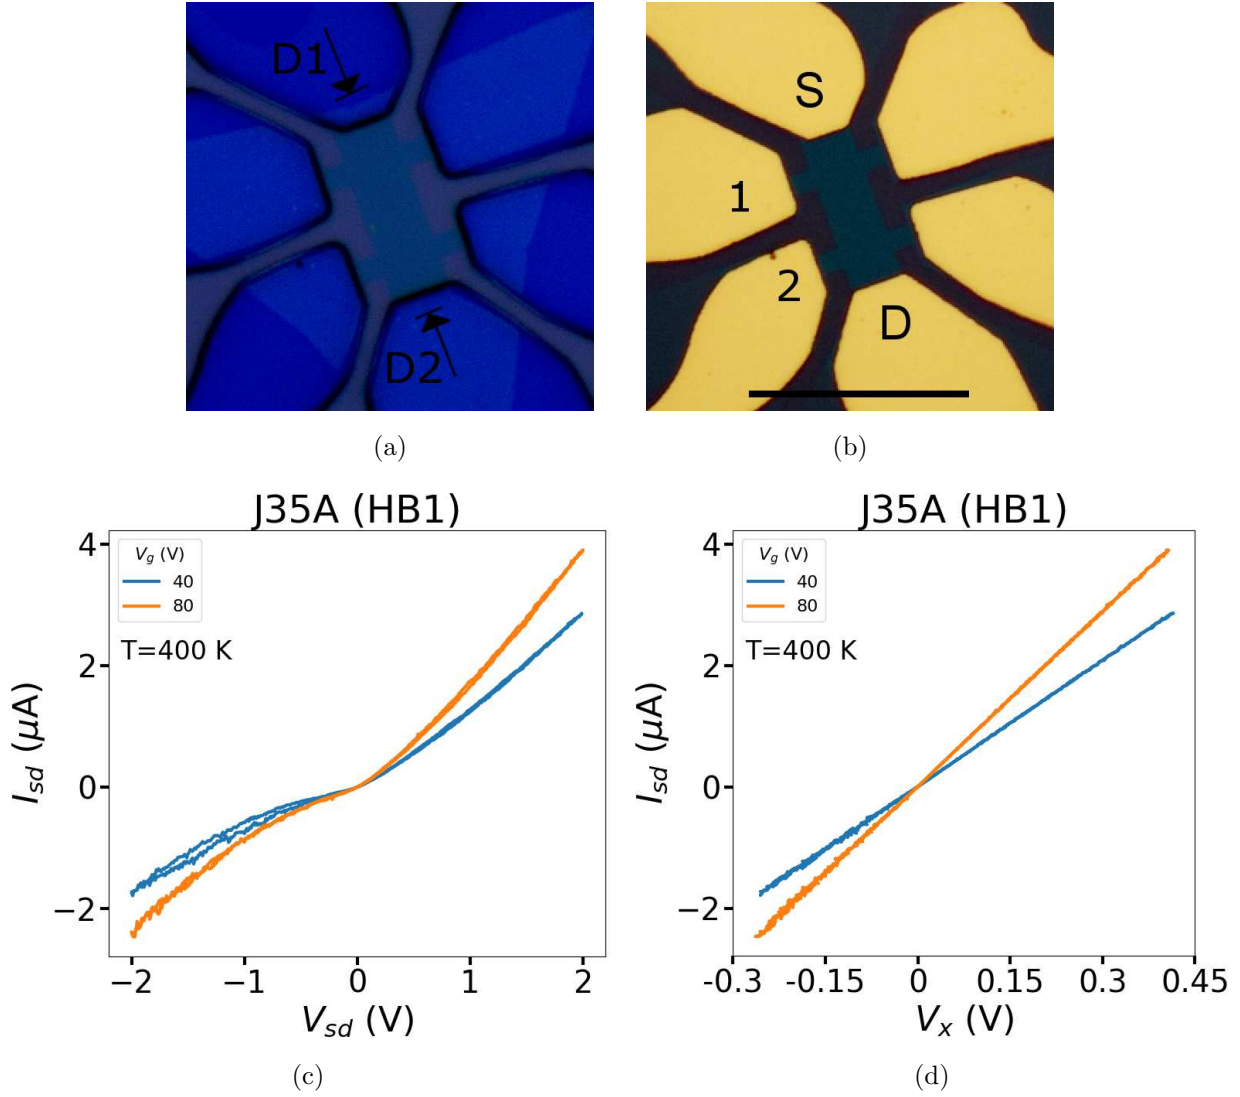 D1
D2
(a)
S
1
2
D
(b)
J35A (HB1)
V_g (V)
40
80
T=400 K
4
2
0
−2
I_sd (μA)
−2 −1 0 1 2
V_sd (V)
(c)
J35A (HB1)
V_g (V)
40
80
T=400 K
4
2
0
−2
I_sd (μA)
-0.3 -0.15 0 0.15 0.3 0.45
V_x (V)
(d)